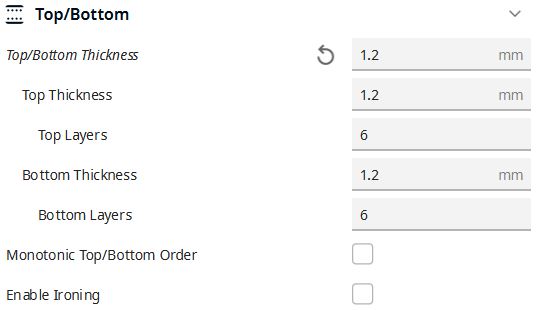 Top/Bottom
Top/Bottom Thickness 1.2 mm
Top Thickness 1.2 mm
Top Layers 6
Bottom Thickness 1.2 mm
Bottom Layers 6
Monotonic Top/Bottom Order
Enable Ironing